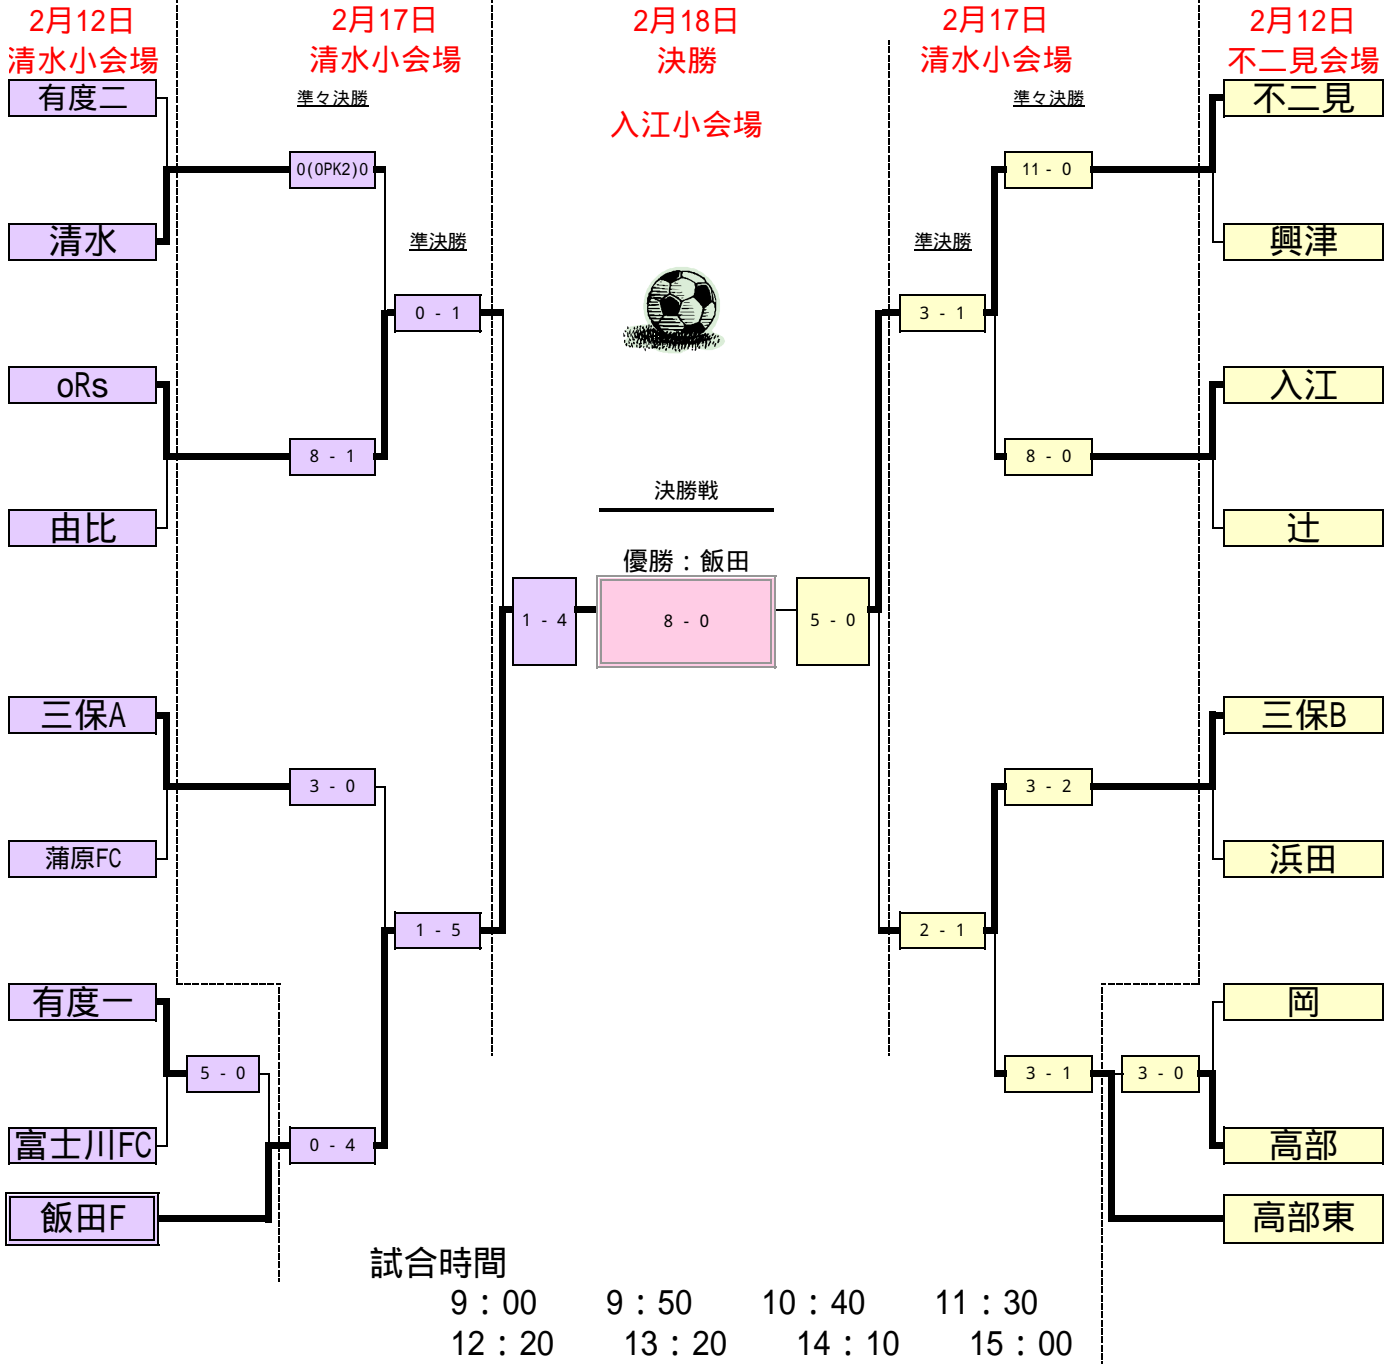 2月12日
清水小会場
2月17日
清水小会場
2月18日
決勝
入江小会場
2月17日
清水小会場
2月12日
不二見会場
有度二
準々決勝
準々決勝
不二見
0(0PK2)0
11 - 0
清水
準決勝
準決勝
興津
0 - 1
3 - 1
oRs
入江
8 - 1
8 - 0
決勝戦
由比
辻
優勝：飯田
1 - 4
8 - 0
5 - 0
三保A
三保B
3 - 0
3 - 2
蒲原FC
浜田
1 - 5
2 - 1
有度一
岡
5 - 0
3 - 1
3 - 0
富士川FC
0 - 4
高部
飯田F
高部東
試合時間
9：00 9：50 10：40 11：30
12：20 13：20 14：10 15：00